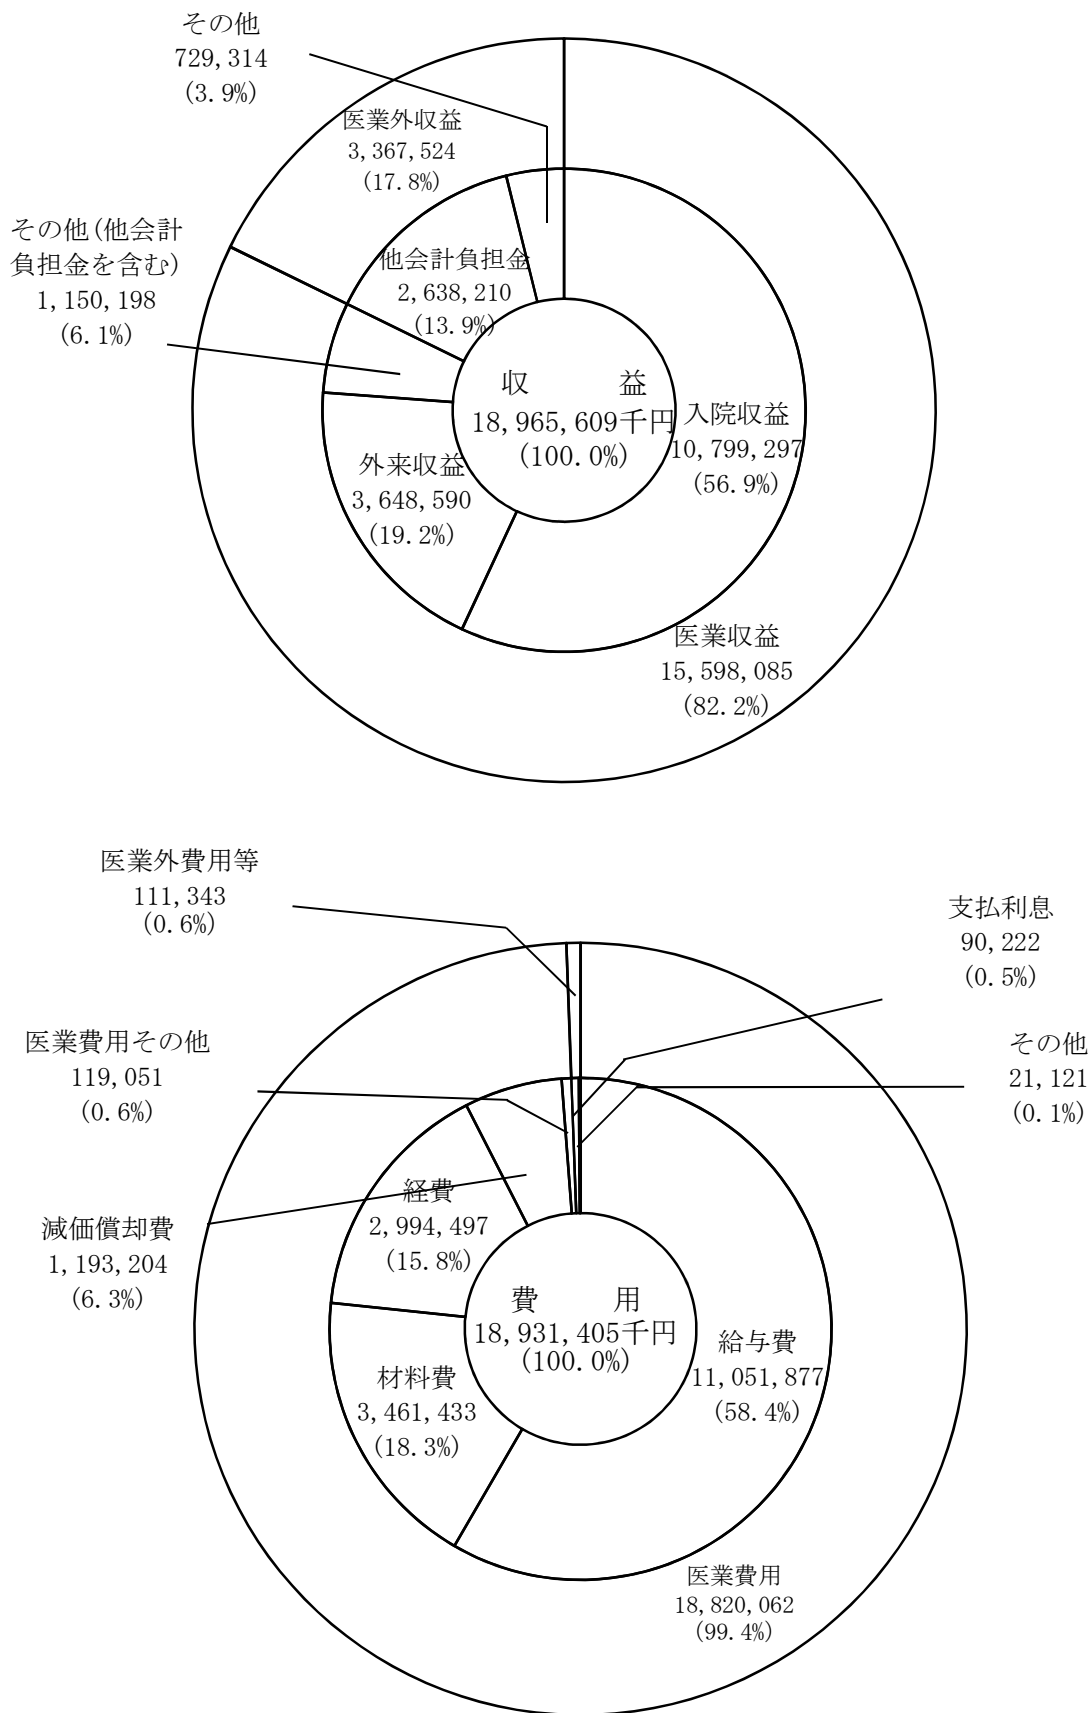 その他
729,314
(3.9%)
医業外収益
3,367,524
(17.8%)
その他(他会計
負担金を含む)
1,150,198
(6.1%)
他会計負担金
2,638,210
(13.9%)
収 益
18,965,609千円
(100.0%)
入院収益
10,799,297
(56.9%)
外来収益
3,648,590
(19.2%)
医業収益
15,598,085
(82.2%)
医業外費用等
111,343
(0.6%)
支払利息
90,222
(0.5%)
医業費用その他
119,051
(0.6%)
その他
21,121
(0.1%)
経費
2,994,497
(15.8%)
減価償却費
1,193,204
(6.3%)
費 用
18,931,405千円
(100.0%)
給与費
11,051,877
(58.4%)
材料費
3,461,433
(18.3%)
医業費用
18,820,062
(99.4%)